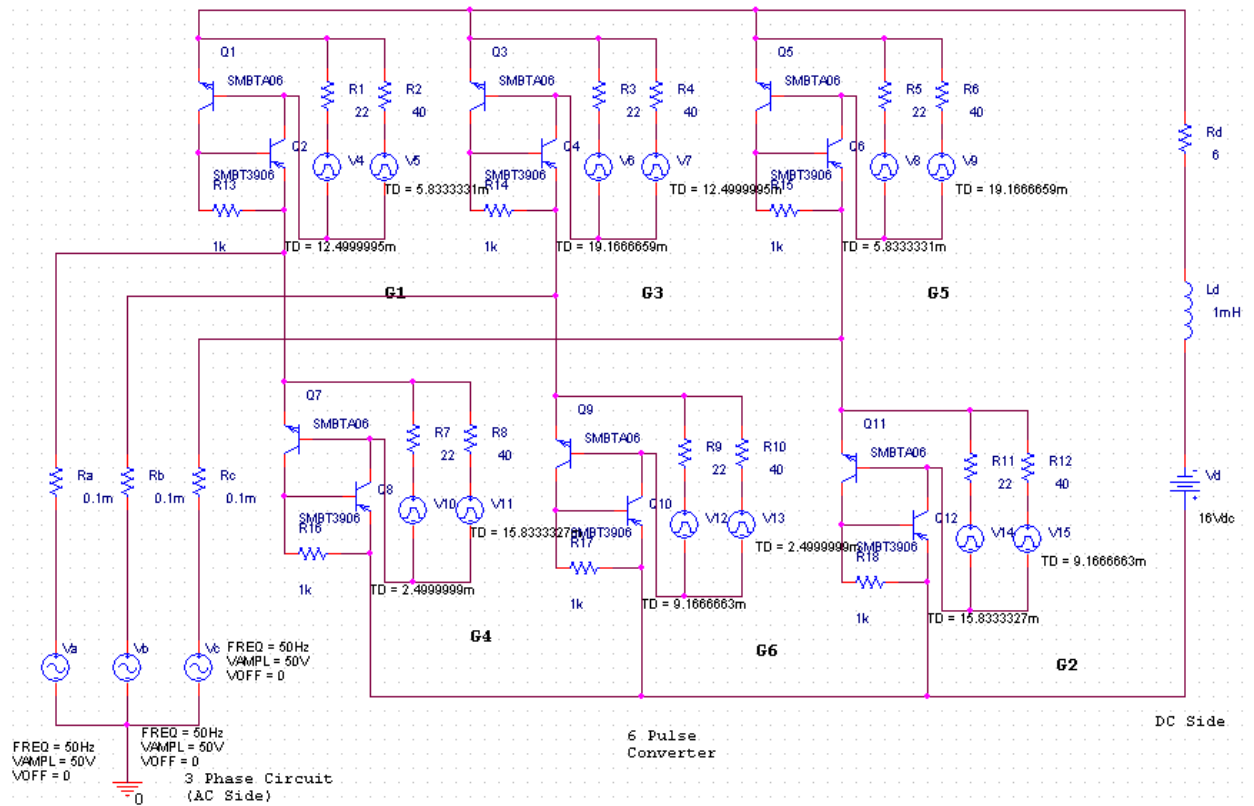 Q1
SMBTA06
R1
22
R2
40
Q2
SMBT3906
V4
V5
TD = 5.8333331m
R13
1k
TD = 12.4999995m
G1
Q3
SMBTA06
R3
22
R4
40
Q4
SMBT3906
V6
V7
TD = 12.4999995m
R14
1k
TD = 19.1666659m
G3
Q5
SMBTA06
R5
22
R6
40
Q6
SMBT3906
V8
V9
TD = 19.1666659m
R15
1k
TD = 5.8333331m
G5
Rd
6
Ld
1mH
Vd
16Vdc
Q7
SMBTA06
R7
22
R8
40
Q8
SMBT3906
V10
V11
TD = 15.8333327m
R16
1k
TD = 2.4999999m
G4
Q9
SMBTA06
R9
22
R10
40
Q10
SMBT3906
V12
V13
TD = 2.4999999m
R17
1k
TD = 9.1666663m
G6
Q11
SMBTA06
R11
22
R12
40
Q12
SMBT3906
V14
V15
TD = 9.1666663m
R18
1k
TD = 15.8333327m
G2
Ra
0.1m
Rb
0.1m
Rc
0.1m
Va
Vb
Vc
FREQ = 50Hz
VAMPL = 50V
VOFF = 0
FREQ = 50Hz
VAMPL = 50V
VOFF = 0
FREQ = 50Hz
VAMPL = 50V
VOFF = 0
0
3 Phase Circuit
(AC Side)
6 Pulse
Converter
DC Side